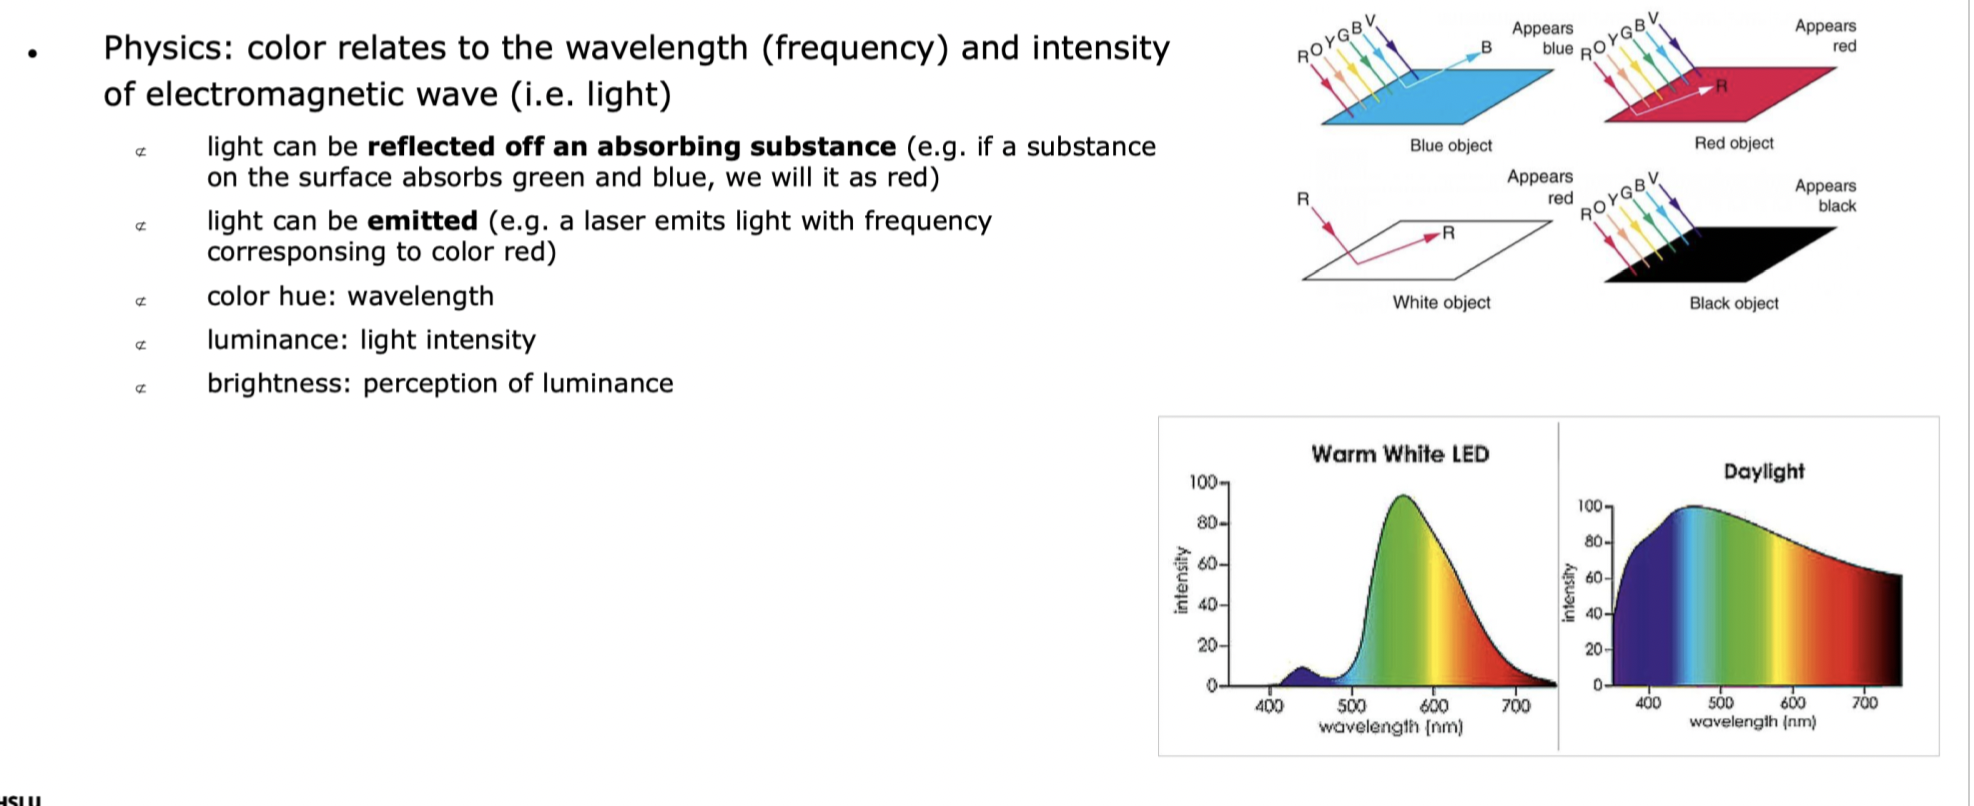 • Physics: color relates to the wavelength (frequency) and intensity
of electromagnetic wave (i.e. light)
⊄ light can be reflected off an absorbing substance (e.g. if a substance
on the surface absorbs green and blue, we will it as red)
⊄ light can be emitted (e.g. a laser emits light with frequency
corresponsing to color red)
⊄ color hue: wavelength
⊄ luminance: light intensity
⊄ brightness: perception of luminance
R O Y G B V
B
Appears
blue
Blue object
R O Y G B V
R
Appears
red
Red object
R
R
Appears
red
White object
R O Y G B V
Appears
black
Black object
Warm White LED
intensity
100
80
60
40
20
0
400 500 600 700
wavelength (nm)
Daylight
intensity
100
80
60
40
20
0
400 500 600 700
wavelength (nm)